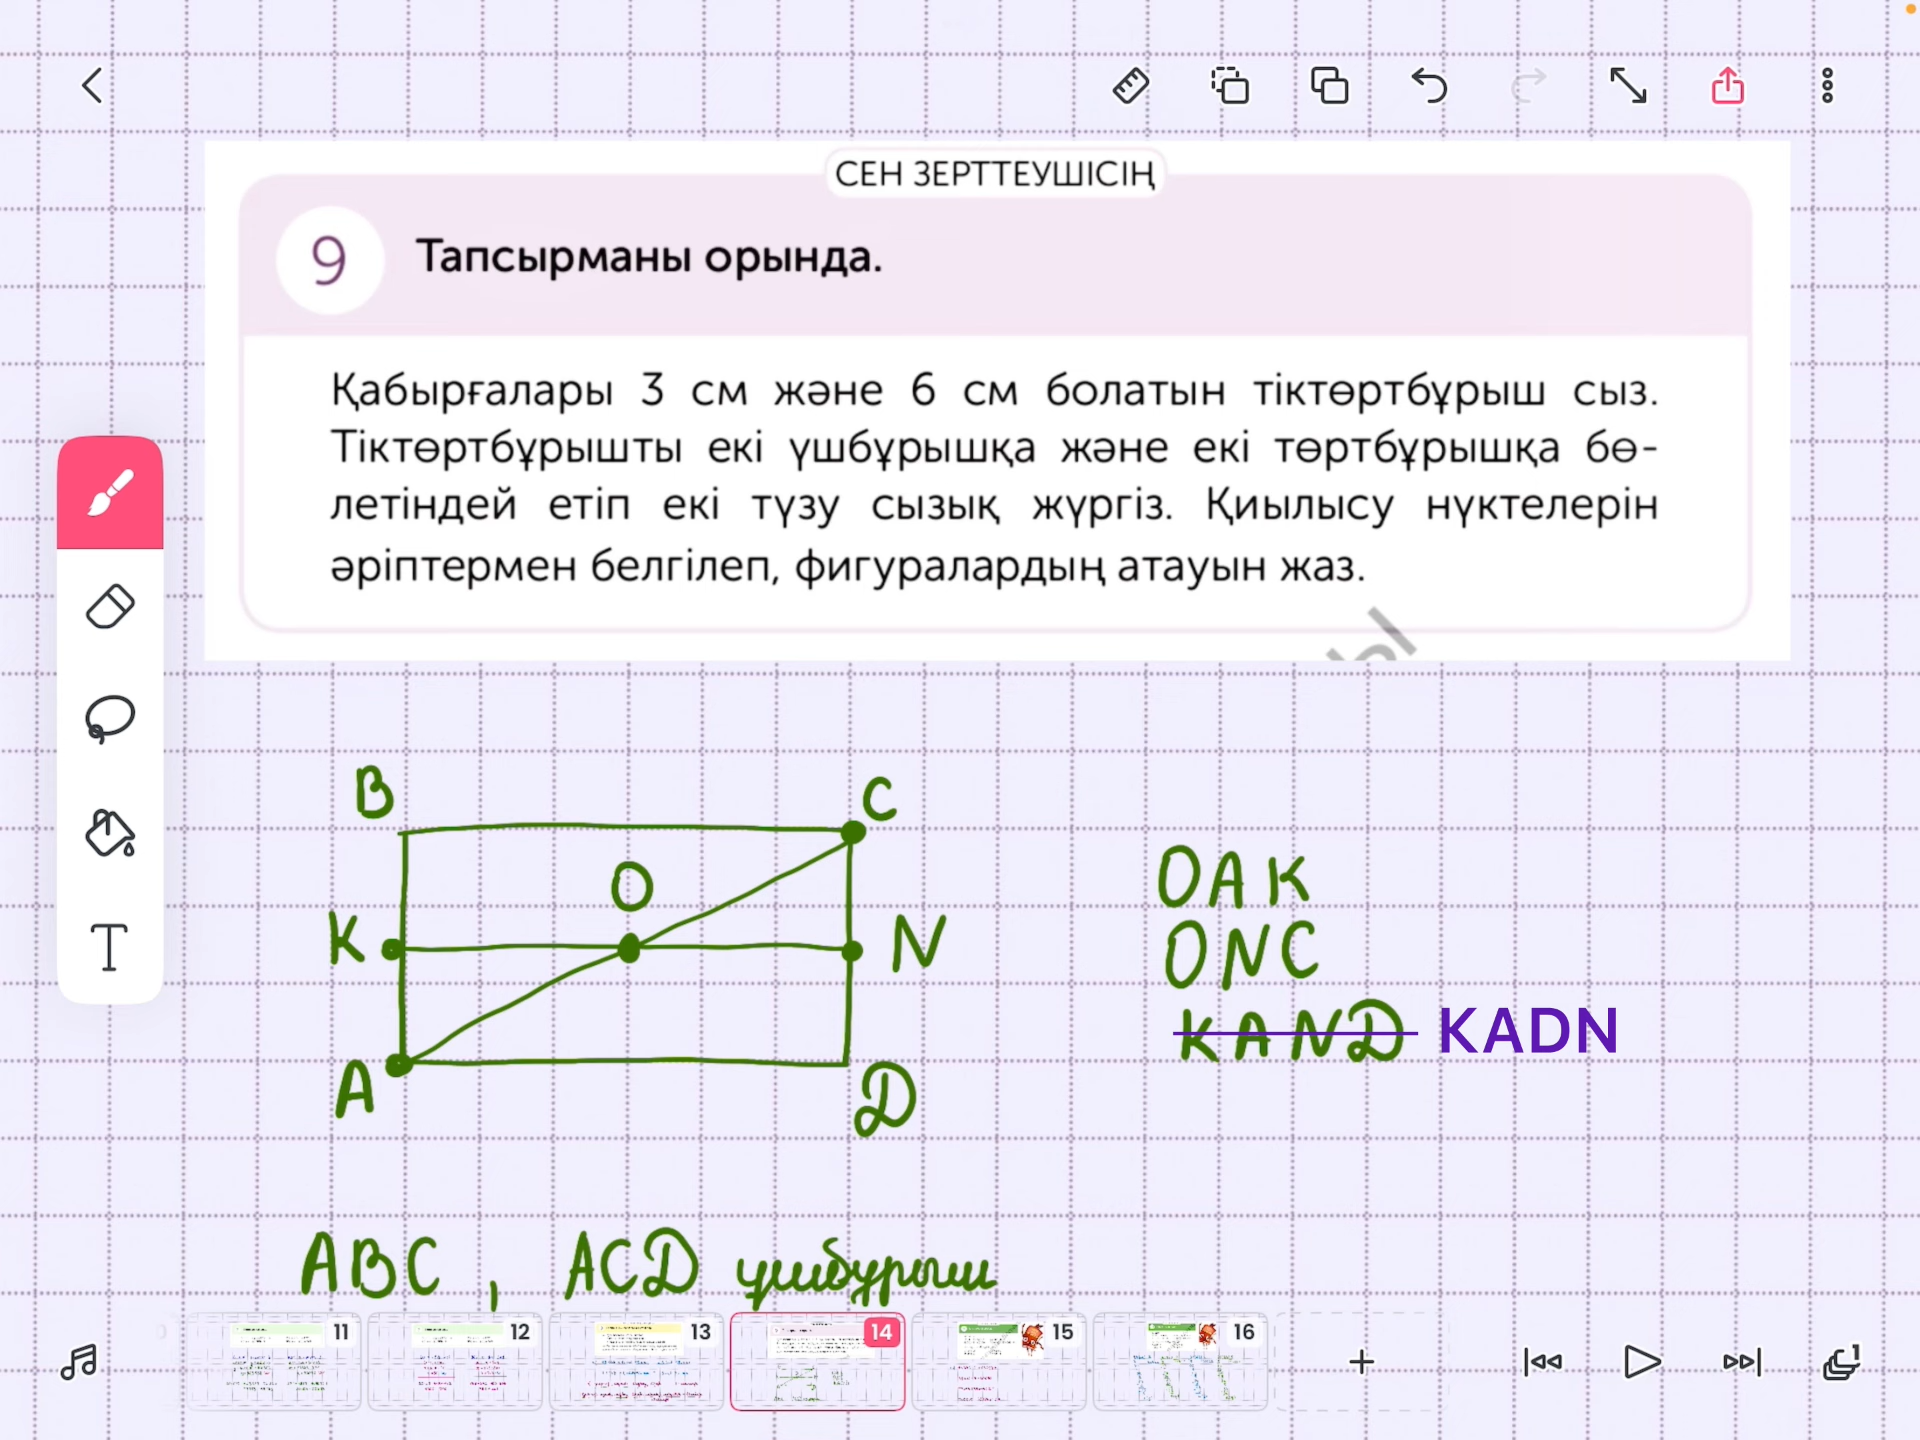 СЕН ЗЕРТТЕУШІСІҢ
9 Тапсырманы орында.
Қабырғалары 3 см және 6 см болатын тіктөртбұрыш сыз.
Тіктөртбұрышты екі үшбұрышқа және екі төртбұрышқа бө-
летіндей етіп екі түзу сызық жүргіз. Қиылысу нүктелерін
әріптермен белгілеп, фигуралардың атауын жаз.
B C
O
K N
A D
OAK
ONC
KAND KADN
ABC, ACD үшбұрыш
11 12 13 14 15 16
1